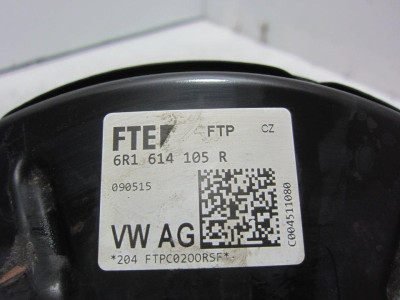 FTE FTP CZ
6R1 614 105 R
090515
VW AG
C004511080
*204 FTPC0200RSF*